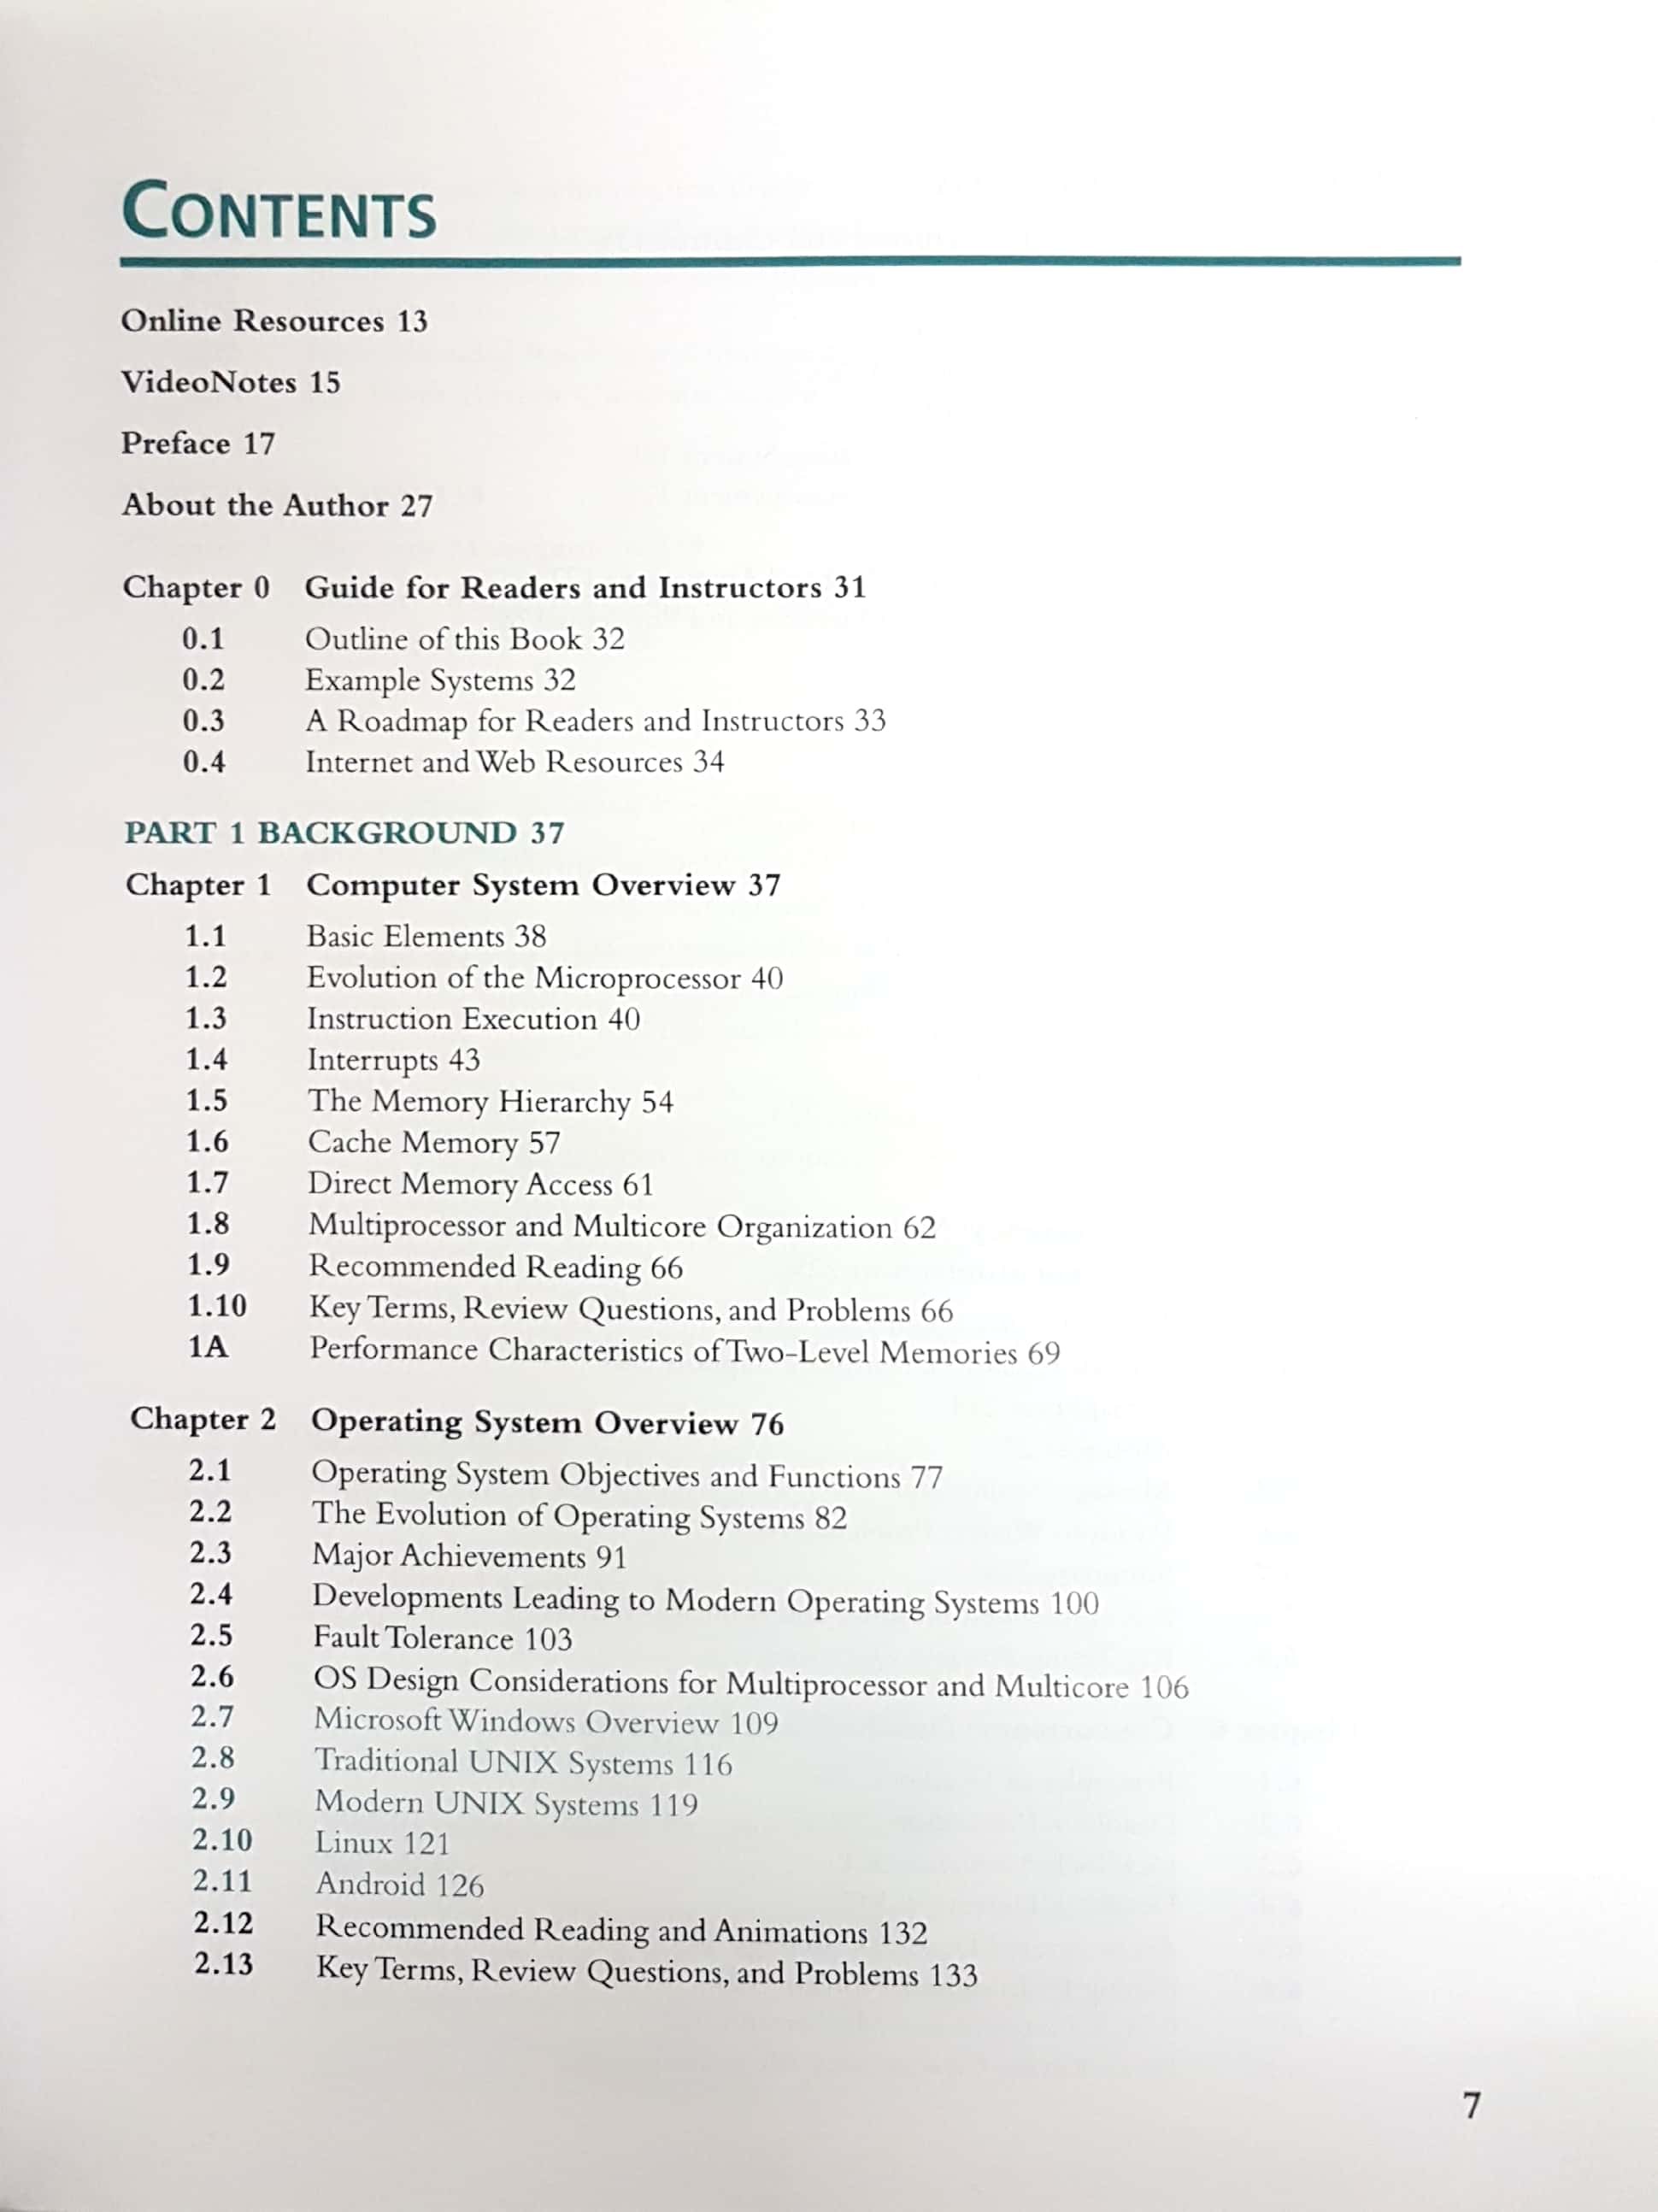 CONTENTS
Online Resources 13
VideoNotes 15
Preface 17
About the Author 27
Chapter 0 Guide for Readers and Instructors 31
0.1 Outline of this Book 32
0.2 Example Systems 32
0.3 A Roadmap for Readers and Instructors 33
0.4 Internet and Web Resources 34
PART 1 BACKGROUND 37
Chapter 1 Computer System Overview 37
1.1 Basic Elements 38
1.2 Evolution of the Microprocessor 40
1.3 Instruction Execution 40
1.4 Interrupts 43
1.5 The Memory Hierarchy 54
1.6 Cache Memory 57
1.7 Direct Memory Access 61
1.8 Multiprocessor and Multicore Organization 62
1.9 Recommended Reading 66
1.10 Key Terms, Review Questions, and Problems 66
1A Performance Characteristics of Two-Level Memories 69
Chapter 2 Operating System Overview 76
2.1 Operating System Objectives and Functions 77
2.2 The Evolution of Operating Systems 82
2.3 Major Achievements 91
2.4 Developments Leading to Modern Operating Systems 100
2.5 Fault Tolerance 103
2.6 OS Design Considerations for Multiprocessor and Multicore 106
2.7 Microsoft Windows Overview 109
2.8 Traditional UNIX Systems 116
2.9 Modern UNIX Systems 119
2.10 Linux 121
2.11 Android 126
2.12 Recommended Reading and Animations 132
2.13 Key Terms, Review Questions, and Problems 133
7